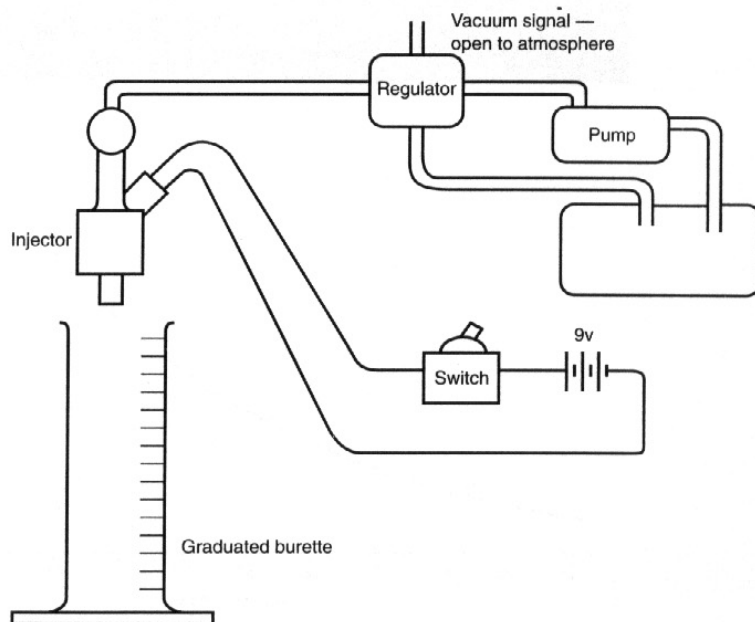 Vacuum signal —
open to atmosphere
Regulator
Pump
Injector
9v
Switch
Graduated burette